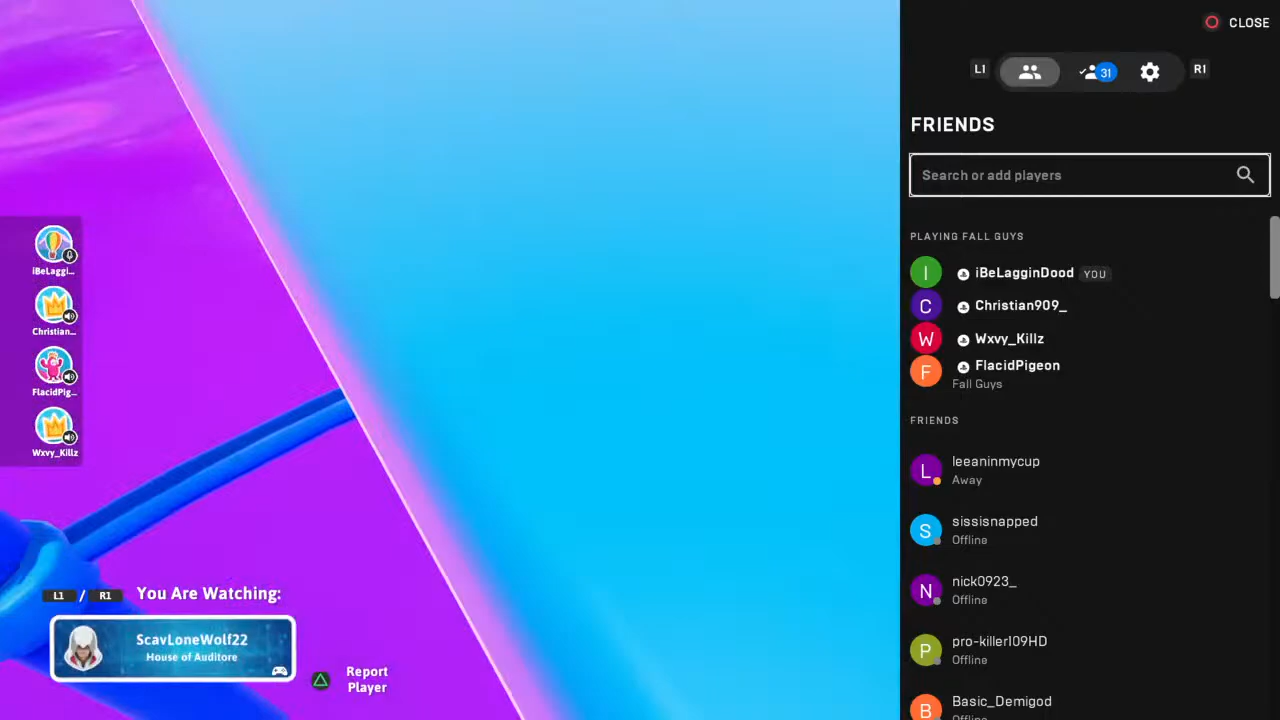 CLOSE
L1
31
R1
FRIENDS
Search or add players
PLAYING FALL GUYS
I
iBeLagginDood YOU
C
Christian909_
W
Wxvy_Killz
F
FlacidPigeon
Fall Guys
FRIENDS
L
leeaninmycup
Away
S
sissisnapped
Offline
N
nick0923_
Offline
P
pro-killer109HD
Offline
B
Basic_Demigod
Offline
iBeLaggi...
Christian...
FlacidPig...
Wxvy_Killz
L1 / R1 You Are Watching:
ScavLoneWolf22
House of Auditore
Report
Player